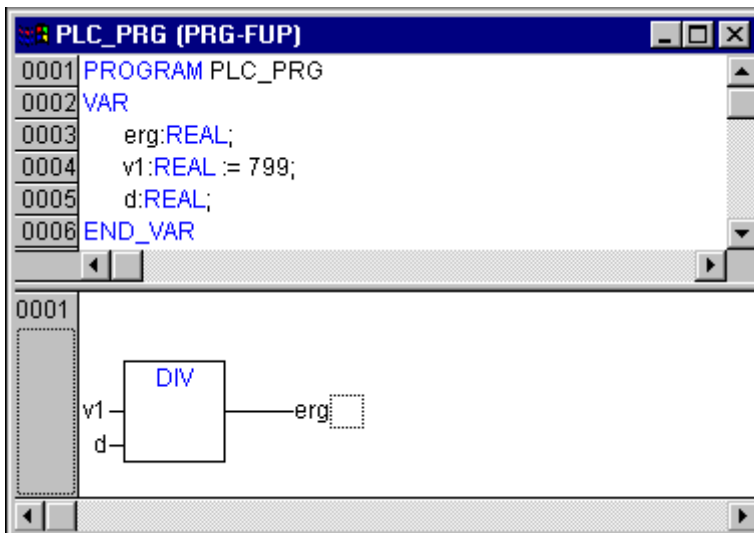 PLC_PRG (PRG-FUP)
0001 PROGRAM PLC_PRG
0002 VAR
0003 erg:REAL;
0004 v1:REAL := 799;
0005 d:REAL;
0006 END_VAR
0001
DIV
v1 erg
d